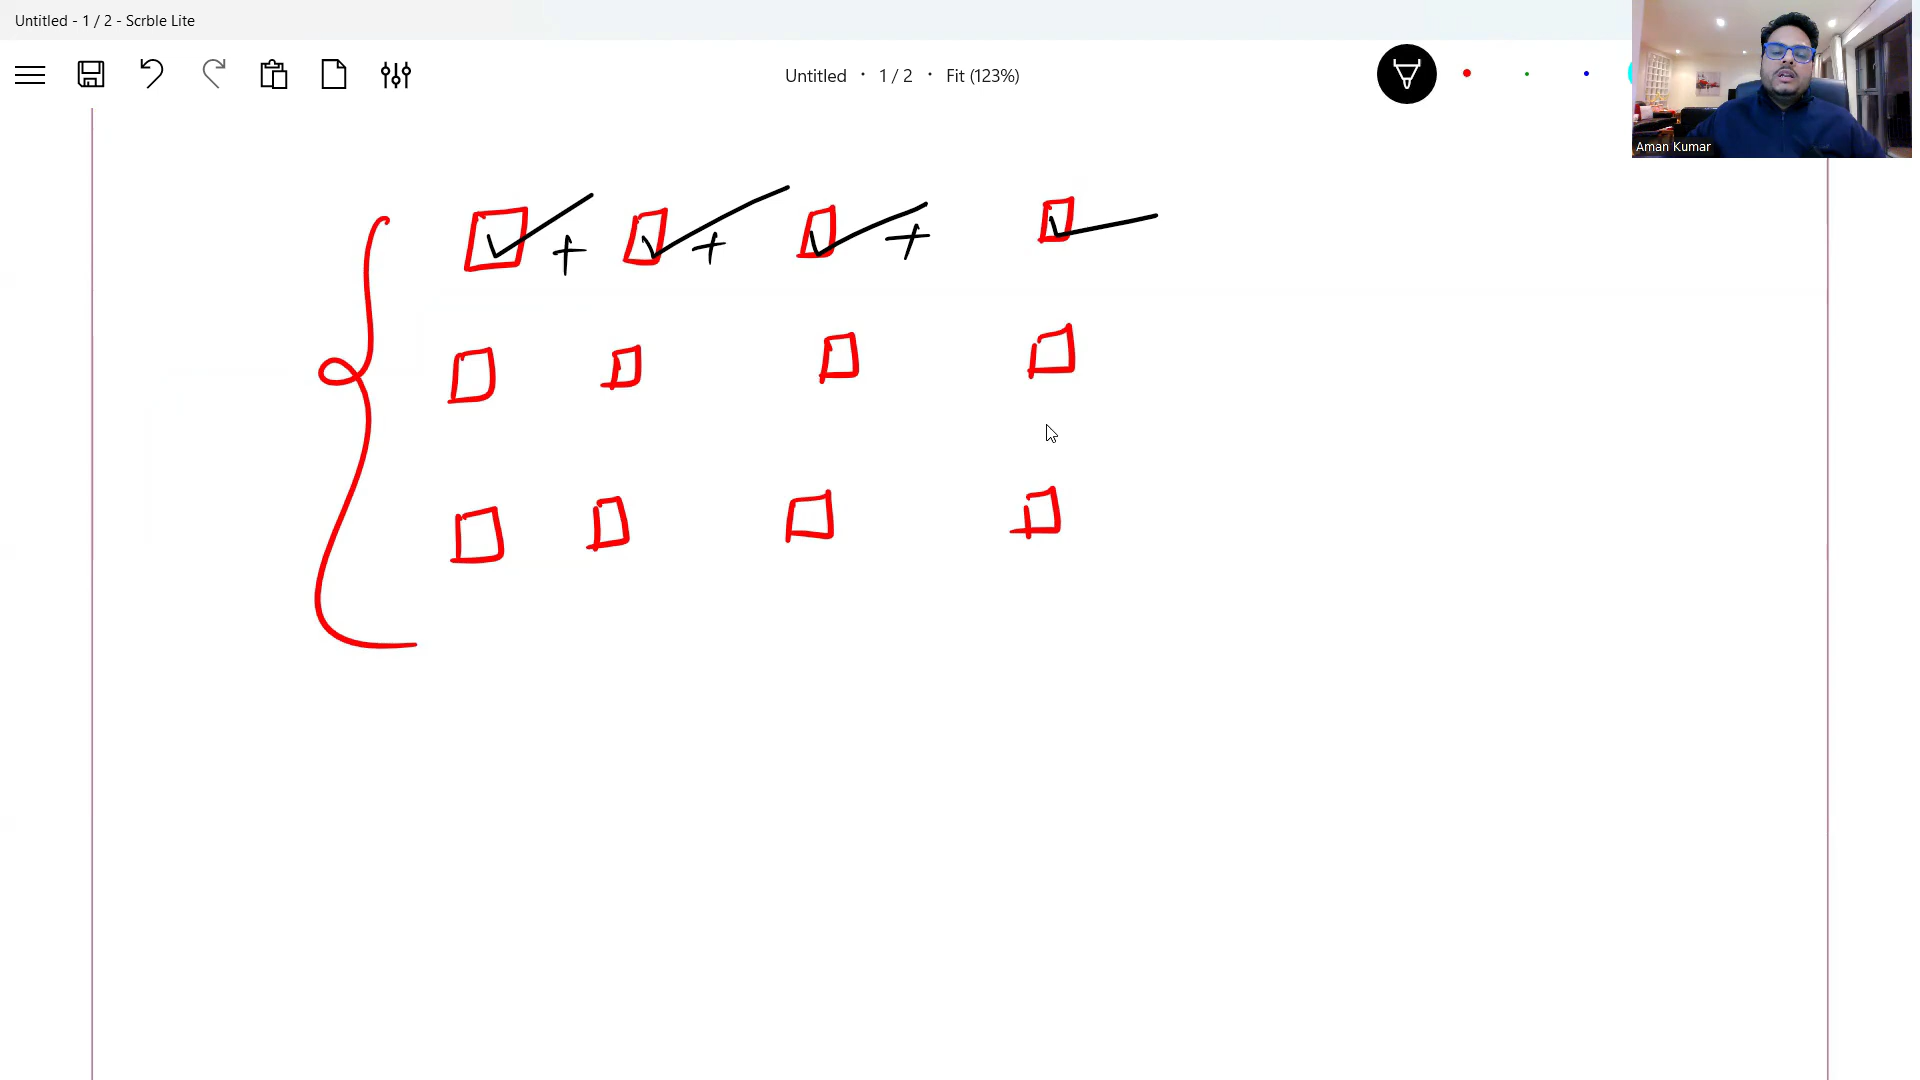 Untitled - 1 / 2 - Scrble Lite
Untitled • 1 / 2 • Fit (123%)
Aman Kumar
+ + +